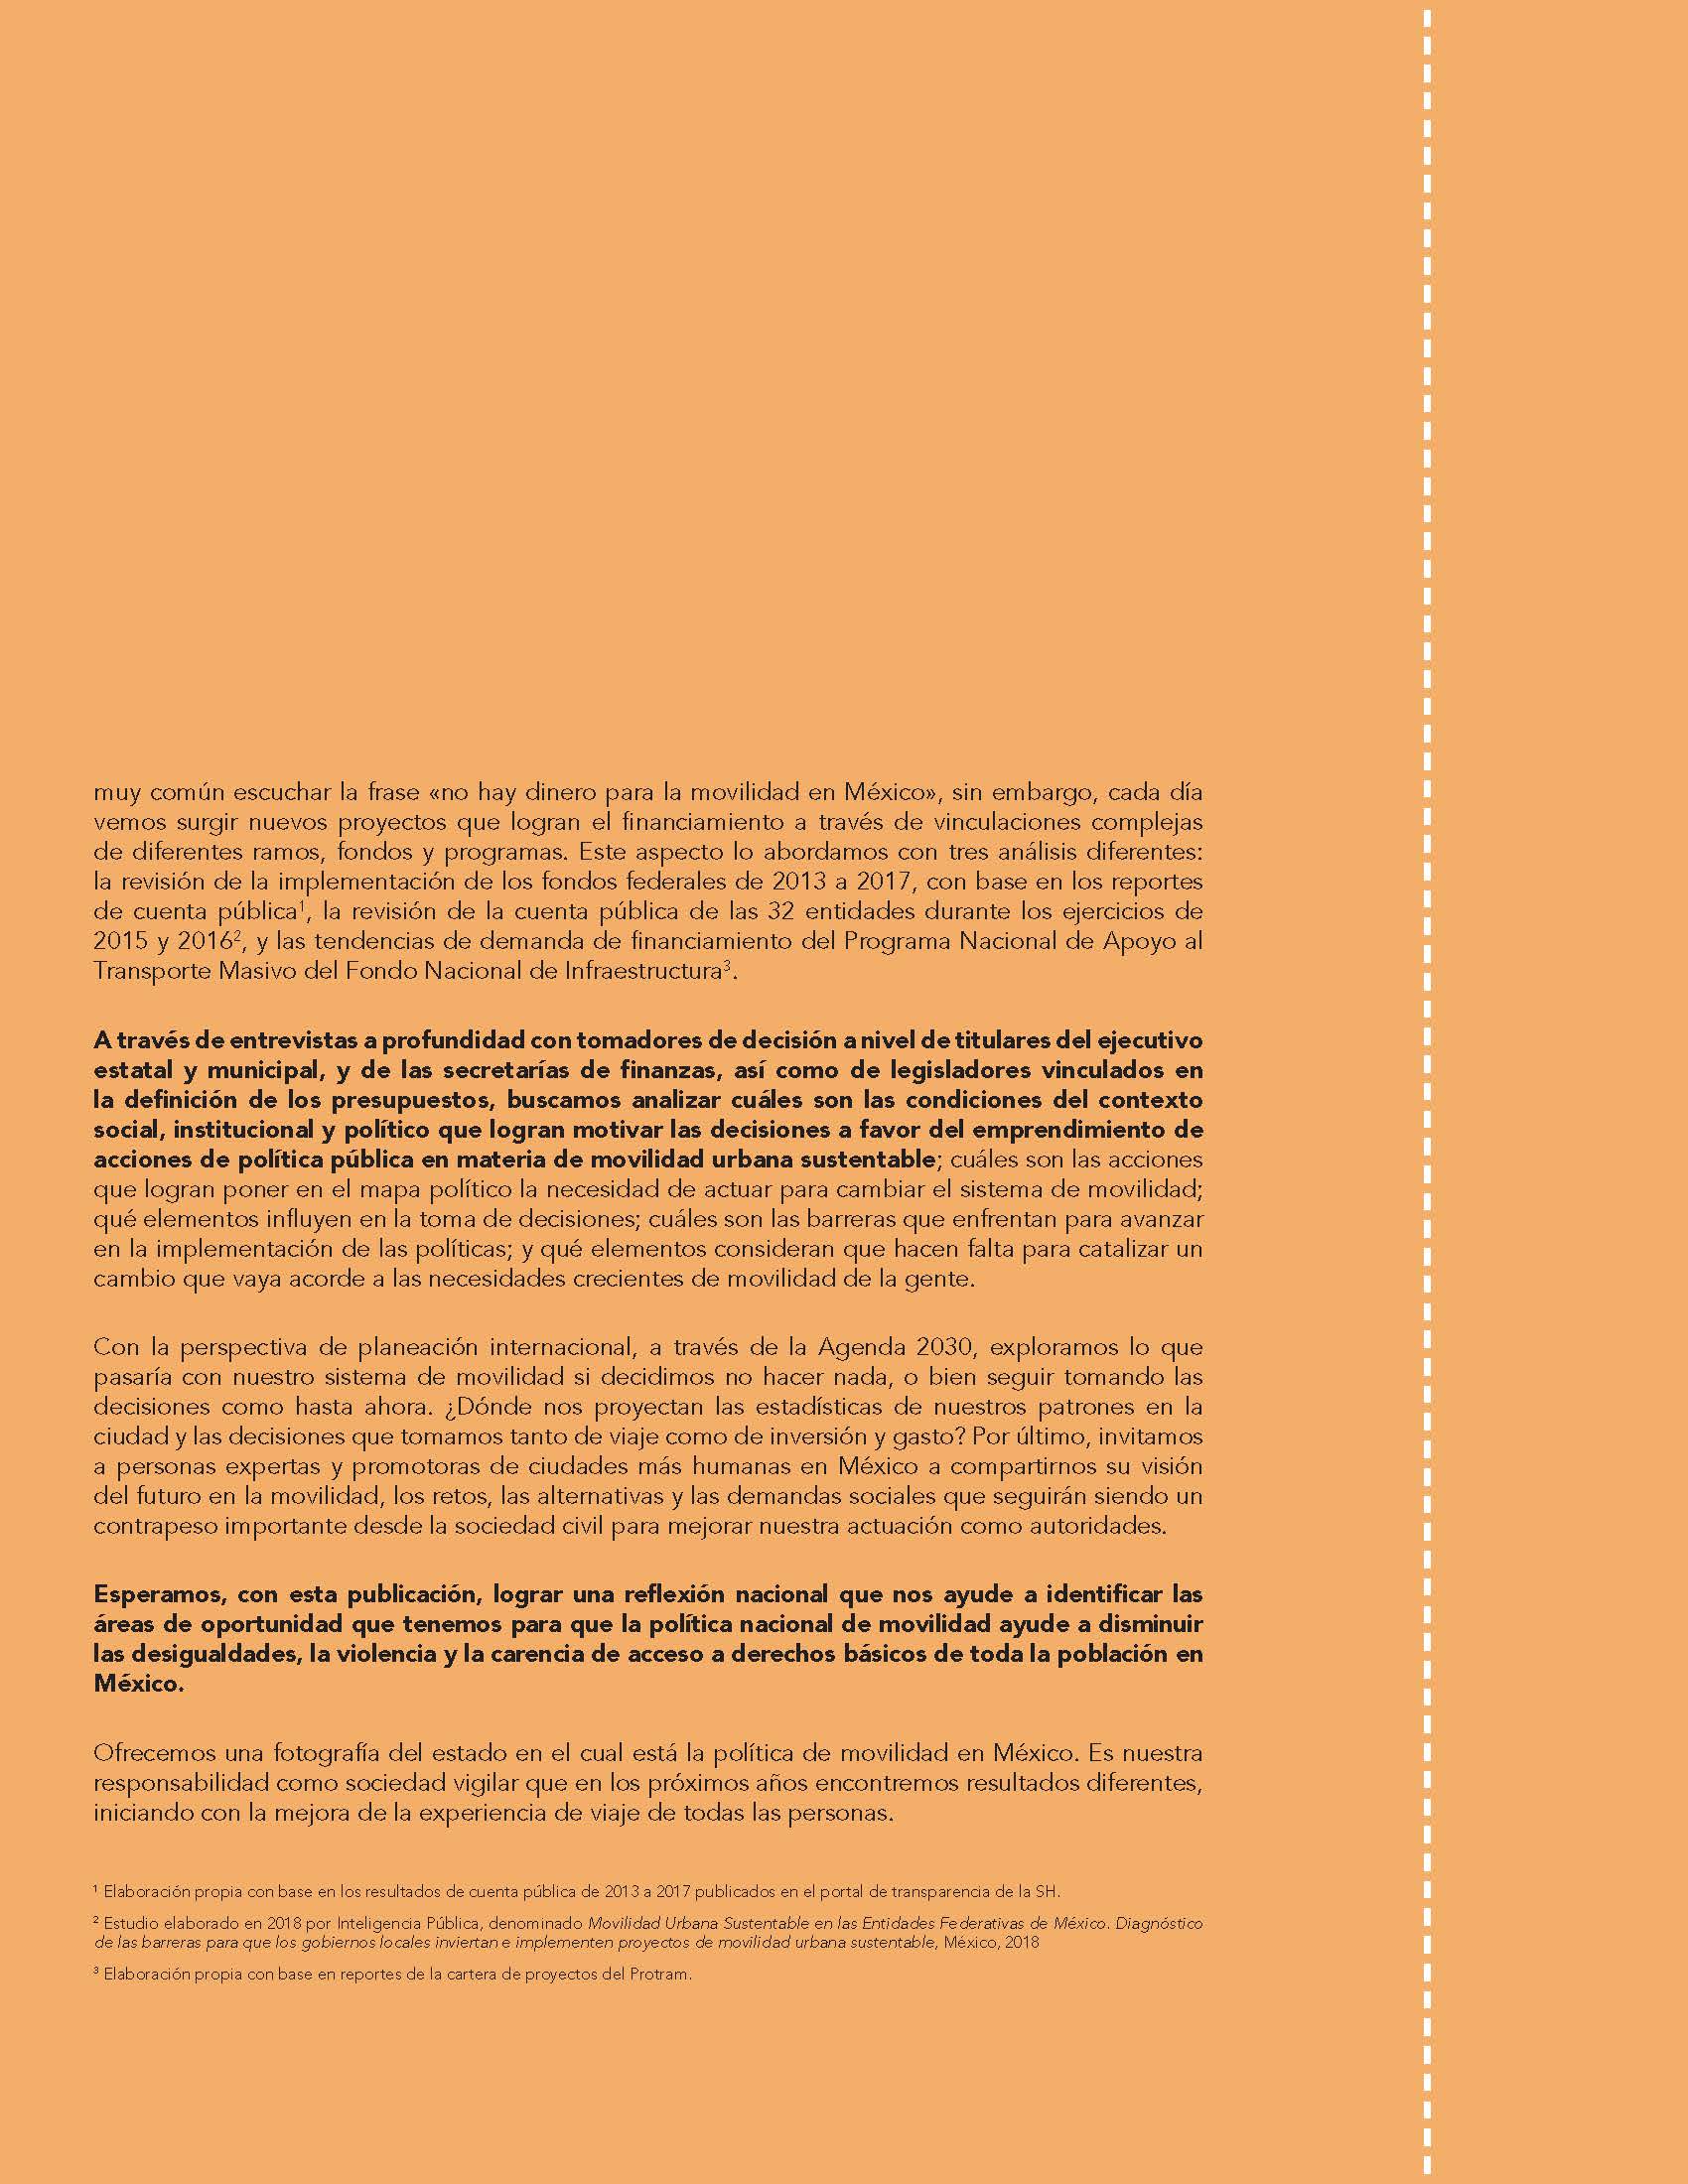 muy común escuchar la frase «no hay dinero para la movilidad en México», sin embargo, cada día
vemos surgir nuevos proyectos que logran el financiamiento a través de vinculaciones complejas
de diferentes ramos, fondos y programas. Este aspecto lo abordamos con tres análisis diferentes:
la revisión de la implementación de los fondos federales de 2013 a 2017, con base en los reportes
de cuenta pública¹, la revisión de la cuenta pública de las 32 entidades durante los ejercicios de
2015 y 2016², y las tendencias de demanda de financiamiento del Programa Nacional de Apoyo al
Transporte Masivo del Fondo Nacional de Infraestructura³.
A través de entrevistas a profundidad con tomadores de decisión a nivel de titulares del ejecutivo
estatal y municipal, y de las secretarías de finanzas, así como de legisladores vinculados en
la definición de los presupuestos, buscamos analizar cuáles son las condiciones del contexto
social, institucional y político que logran motivar las decisiones a favor del emprendimiento de
acciones de política pública en materia de movilidad urbana sustentable; cuáles son las acciones
que logran poner en el mapa político la necesidad de actuar para cambiar el sistema de movilidad;
qué elementos influyen en la toma de decisiones; cuáles son las barreras que enfrentan para avanzar
en la implementación de las políticas; y qué elementos consideran que hacen falta para catalizar un
cambio que vaya acorde a las necesidades crecientes de movilidad de la gente.
Con la perspectiva de planeación internacional, a través de la Agenda 2030, exploramos lo que
pasaría con nuestro sistema de movilidad si decidimos no hacer nada, o bien seguir tomando las
decisiones como hasta ahora. ¿Dónde nos proyectan las estadísticas de nuestros patrones en la
ciudad y las decisiones que tomamos tanto de viaje como de inversión y gasto? Por último, invitamos
a personas expertas y promotoras de ciudades más humanas en México a compartirnos su visión
del futuro en la movilidad, los retos, las alternativas y las demandas sociales que seguirán siendo un
contrapeso importante desde la sociedad civil para mejorar nuestra actuación como autoridades.
Esperamos, con esta publicación, lograr una reflexión nacional que nos ayude a identificar las
áreas de oportunidad que tenemos para que la política nacional de movilidad ayude a disminuir
las desigualdades, la violencia y la carencia de acceso a derechos básicos de toda la población en
México.
Ofrecemos una fotografía del estado en el cual está la política de movilidad en México. Es nuestra
responsabilidad como sociedad vigilar que en los próximos años encontremos resultados diferentes,
iniciando con la mejora de la experiencia de viaje de todas las personas.
¹ Elaboración propia con base en los resultados de cuenta pública de 2013 a 2017 publicados en el portal de transparencia de la SH.
² Estudio elaborado en 2018 por Inteligencia Pública, denominado Movilidad Urbana Sustentable en las Entidades Federativas de México. Diagnóstico
de las barreras para que los gobiernos locales inviertan e implementen proyectos de movilidad urbana sustentable, México, 2018
³ Elaboración propia con base en reportes de la cartera de proyectos del Protram.